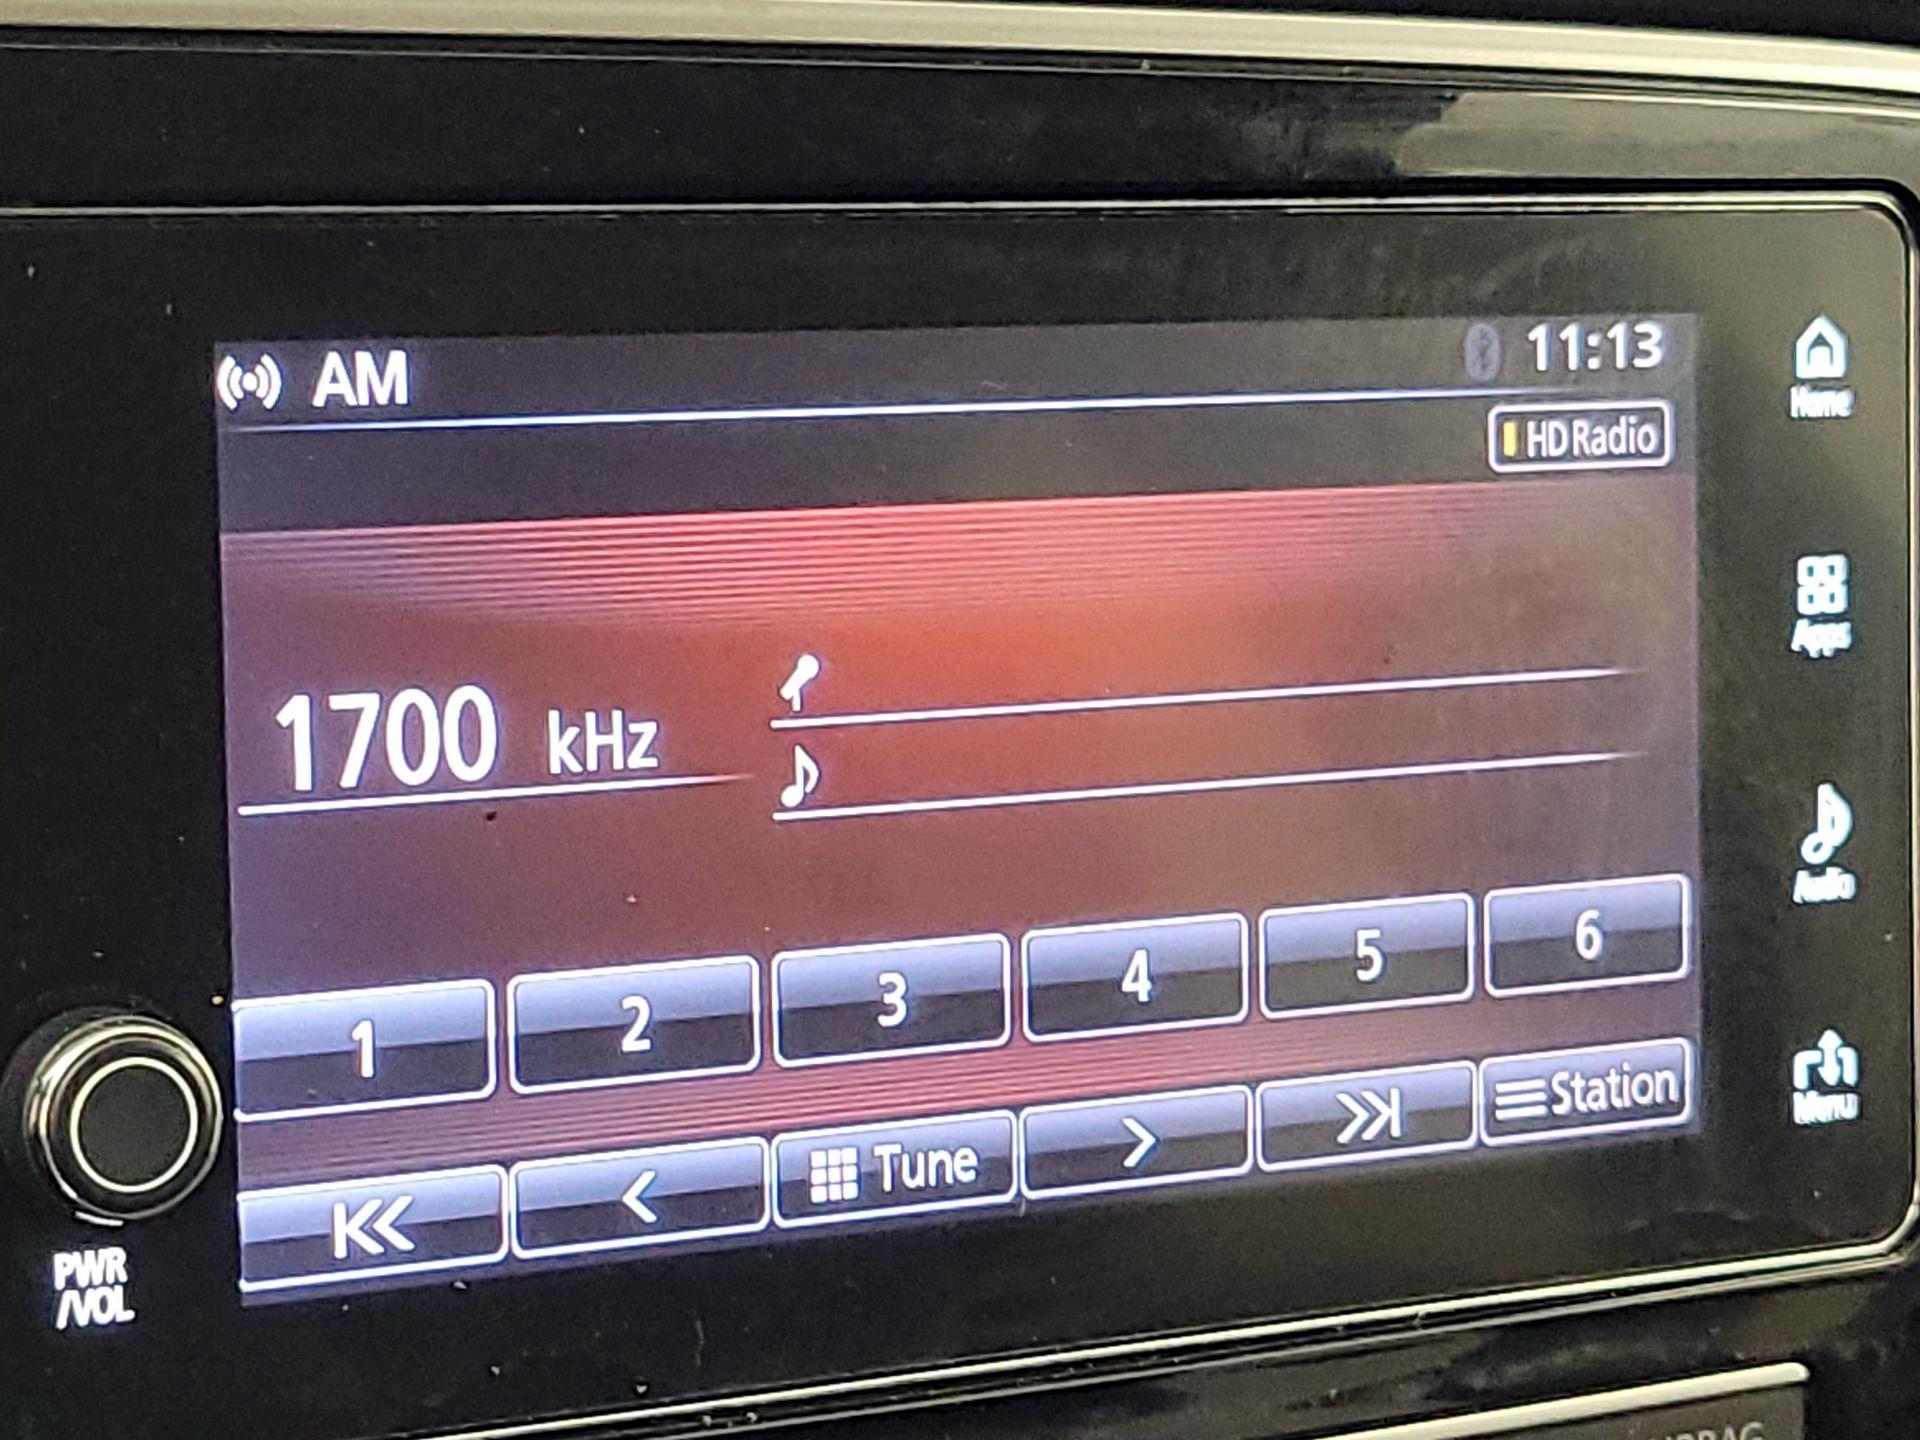 AM
11:13
HD Radio
1700 kHz
1
2
3
4
5
6
Tune
Station
Home
Apps
Audio
Menu
PWR
/VOL